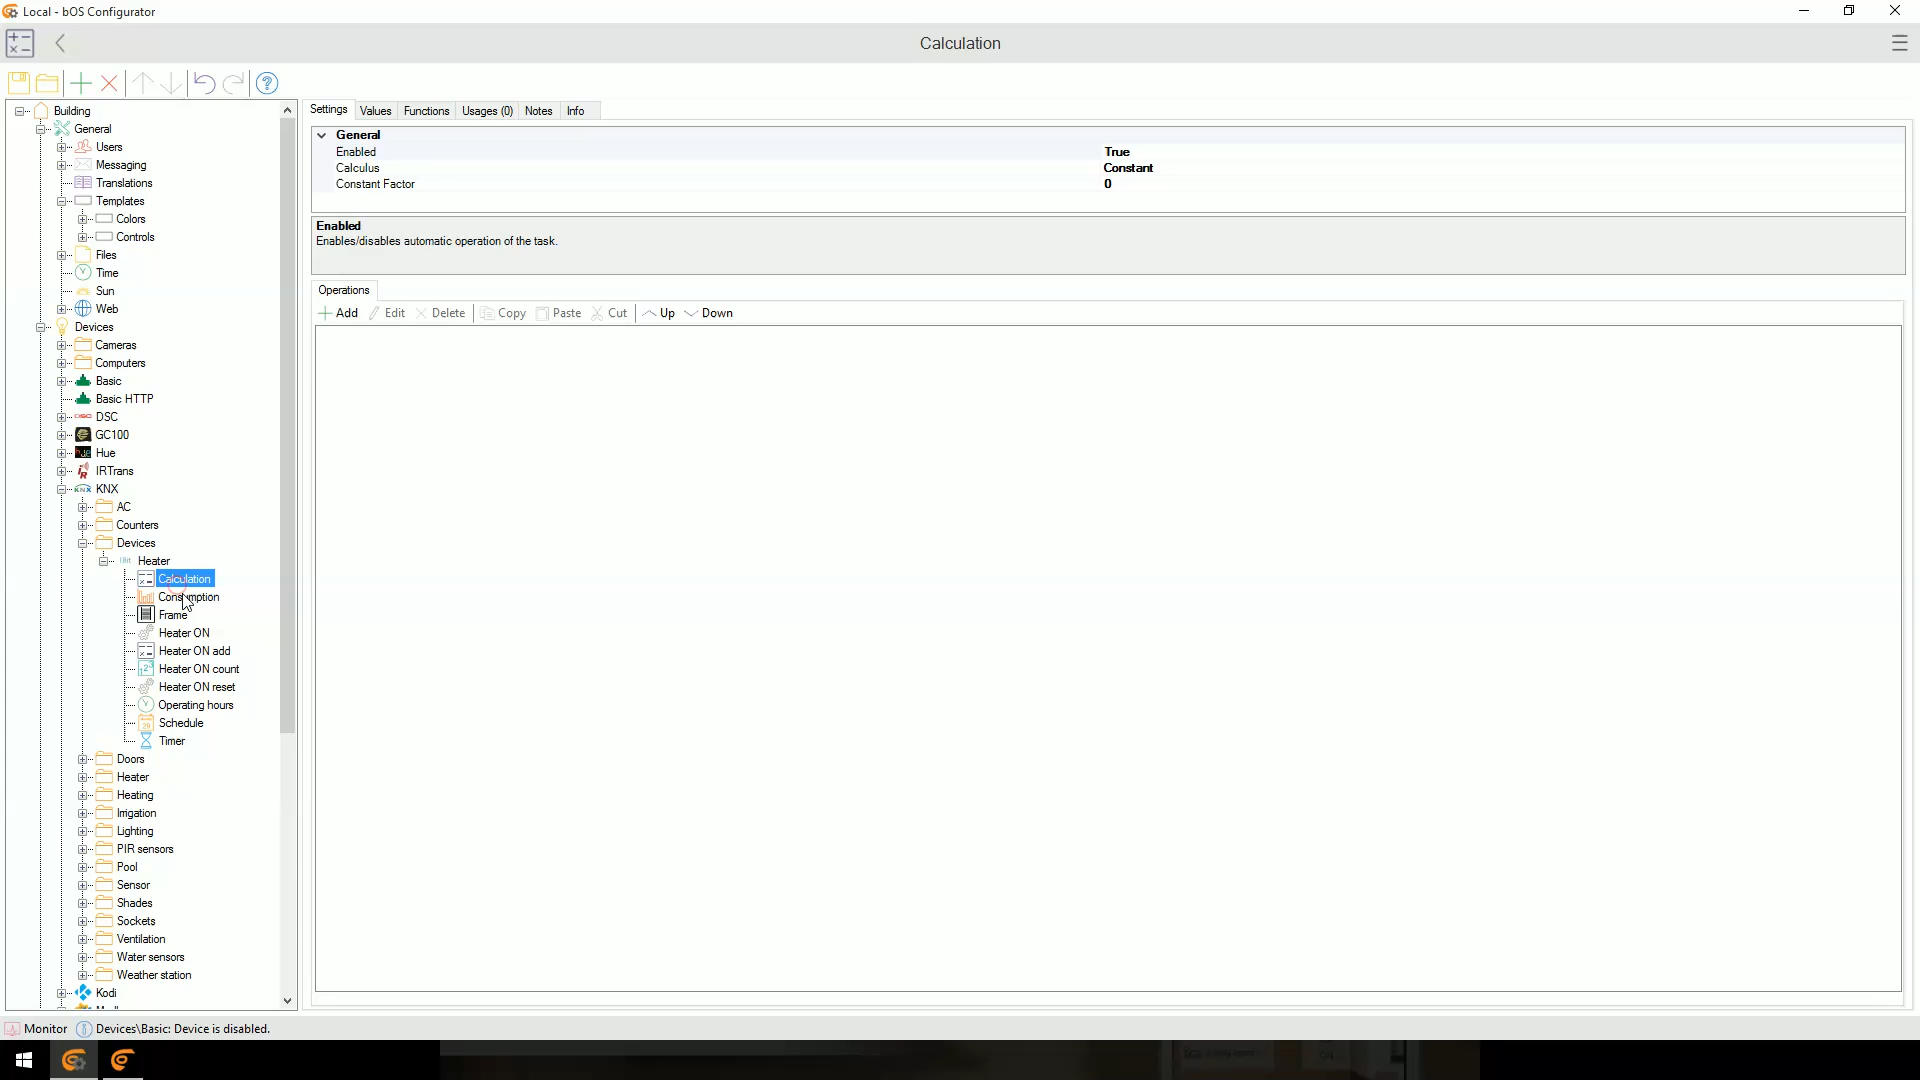 Local - bOS Configurator
Calculation
Building
General
Users
Messaging
Translations
Templates
Colors
Controls
Files
Time
Sun
Web
Devices
Cameras
Computers
Basic
Basic HTTP
DSC
GC100
Hue
IRTrans
KNX
AC
Counters
Devices
Heater
Calculation
Consumption
Frame
Heater ON
Heater ON add
Heater ON count
Heater ON reset
Operating hours
Schedule
Timer
Doors
Heater
Heating
Irrigation
Lighting
PIR sensors
Pool
Sensor
Shades
Sockets
Ventilation
Water sensors
Weather station
Kodi
Settings Values Functions Usages (0) Notes Info
General
Enabled True
Calculus Constant
Constant Factor 0
Enabled
Enables/disables automatic operation of the task.
Operations
Add Edit Delete Copy Paste Cut Up Down
Monitor Devices\Basic: Device is disabled.